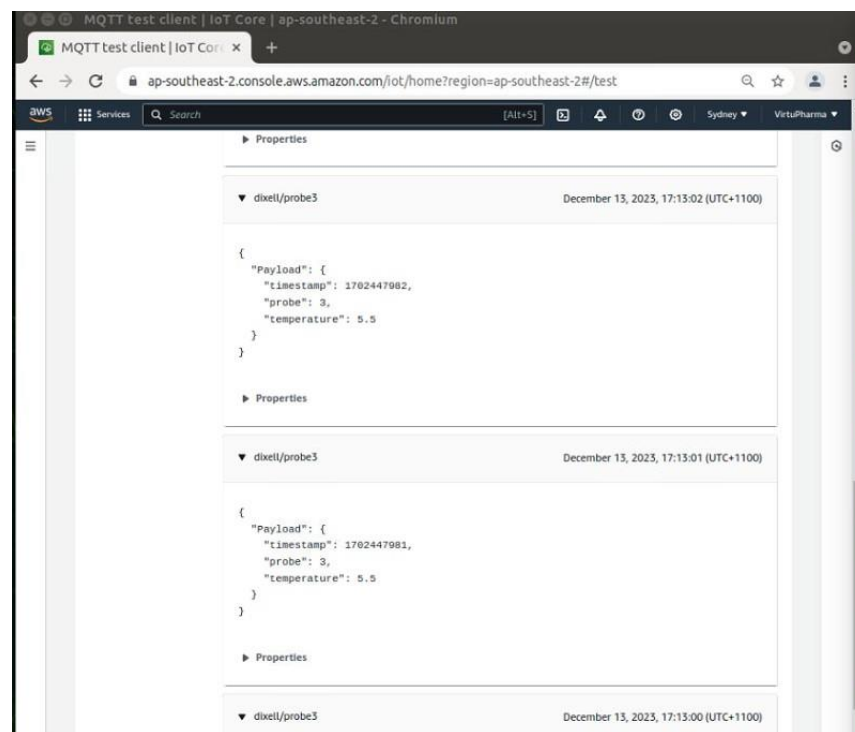 MQTT test client | IoT Core | ap-southeast-2 - Chromium
MQTT test client | IoT Cor
ap-southeast-2.console.aws.amazon.com/iot/home?region=ap-southeast-2#/test
aws Services Search [Alt+S] Sydney VirtuPharma
Properties
dixell/probe3 December 13, 2023, 17:13:02 (UTC+1100)
{
"Payload": {
"timestamp": 1702447982,
"probe": 3,
"temperature": 5.5
}
}
Properties
dixell/probe3 December 13, 2023, 17:13:01 (UTC+1100)
{
"Payload": {
"timestamp": 1702447981,
"probe": 3,
"temperature": 5.5
}
}
Properties
dixell/probe3 December 13, 2023, 17:13:00 (UTC+1100)